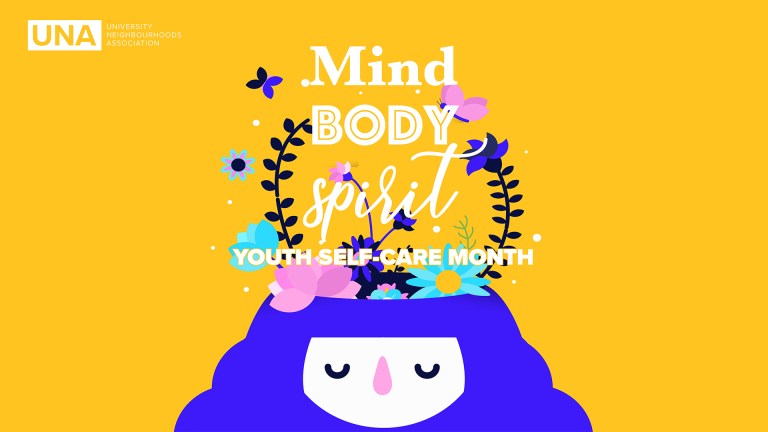 UNA
UNIVERSITY
NEIGHBOURHOODS
ASSOCIATION
Mind
BODY
spirit
YOUTH SELF-CARE MONTH